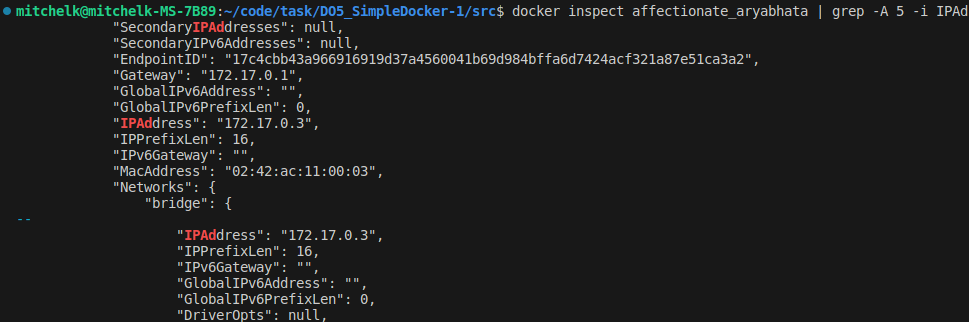 mitchelk@mitchelk-MS-7B89:~/code/task/DO5_SimpleDocker-1/src$ docker inspect affectionate_aryabhata | grep -A 5 -i IPAd
"SecondaryIPAddresses": null,
"SecondaryIPv6Addresses": null,
"EndpointID": "17c4cbb43a966916919d37a4560041b69d984bffa6d7424acf321a87e51ca3a2",
"Gateway": "172.17.0.1",
"GlobalIPv6Address": "",
"GlobalIPv6PrefixLen": 0,
"IPAddress": "172.17.0.3",
"IPPrefixLen": 16,
"IPv6Gateway": "",
"MacAddress": "02:42:ac:11:00:03",
"Networks": {
"bridge": {
--
"IPAddress": "172.17.0.3",
"IPPrefixLen": 16,
"IPv6Gateway": "",
"GlobalIPv6Address": "",
"GlobalIPv6PrefixLen": 0,
"DriverOpts": null,